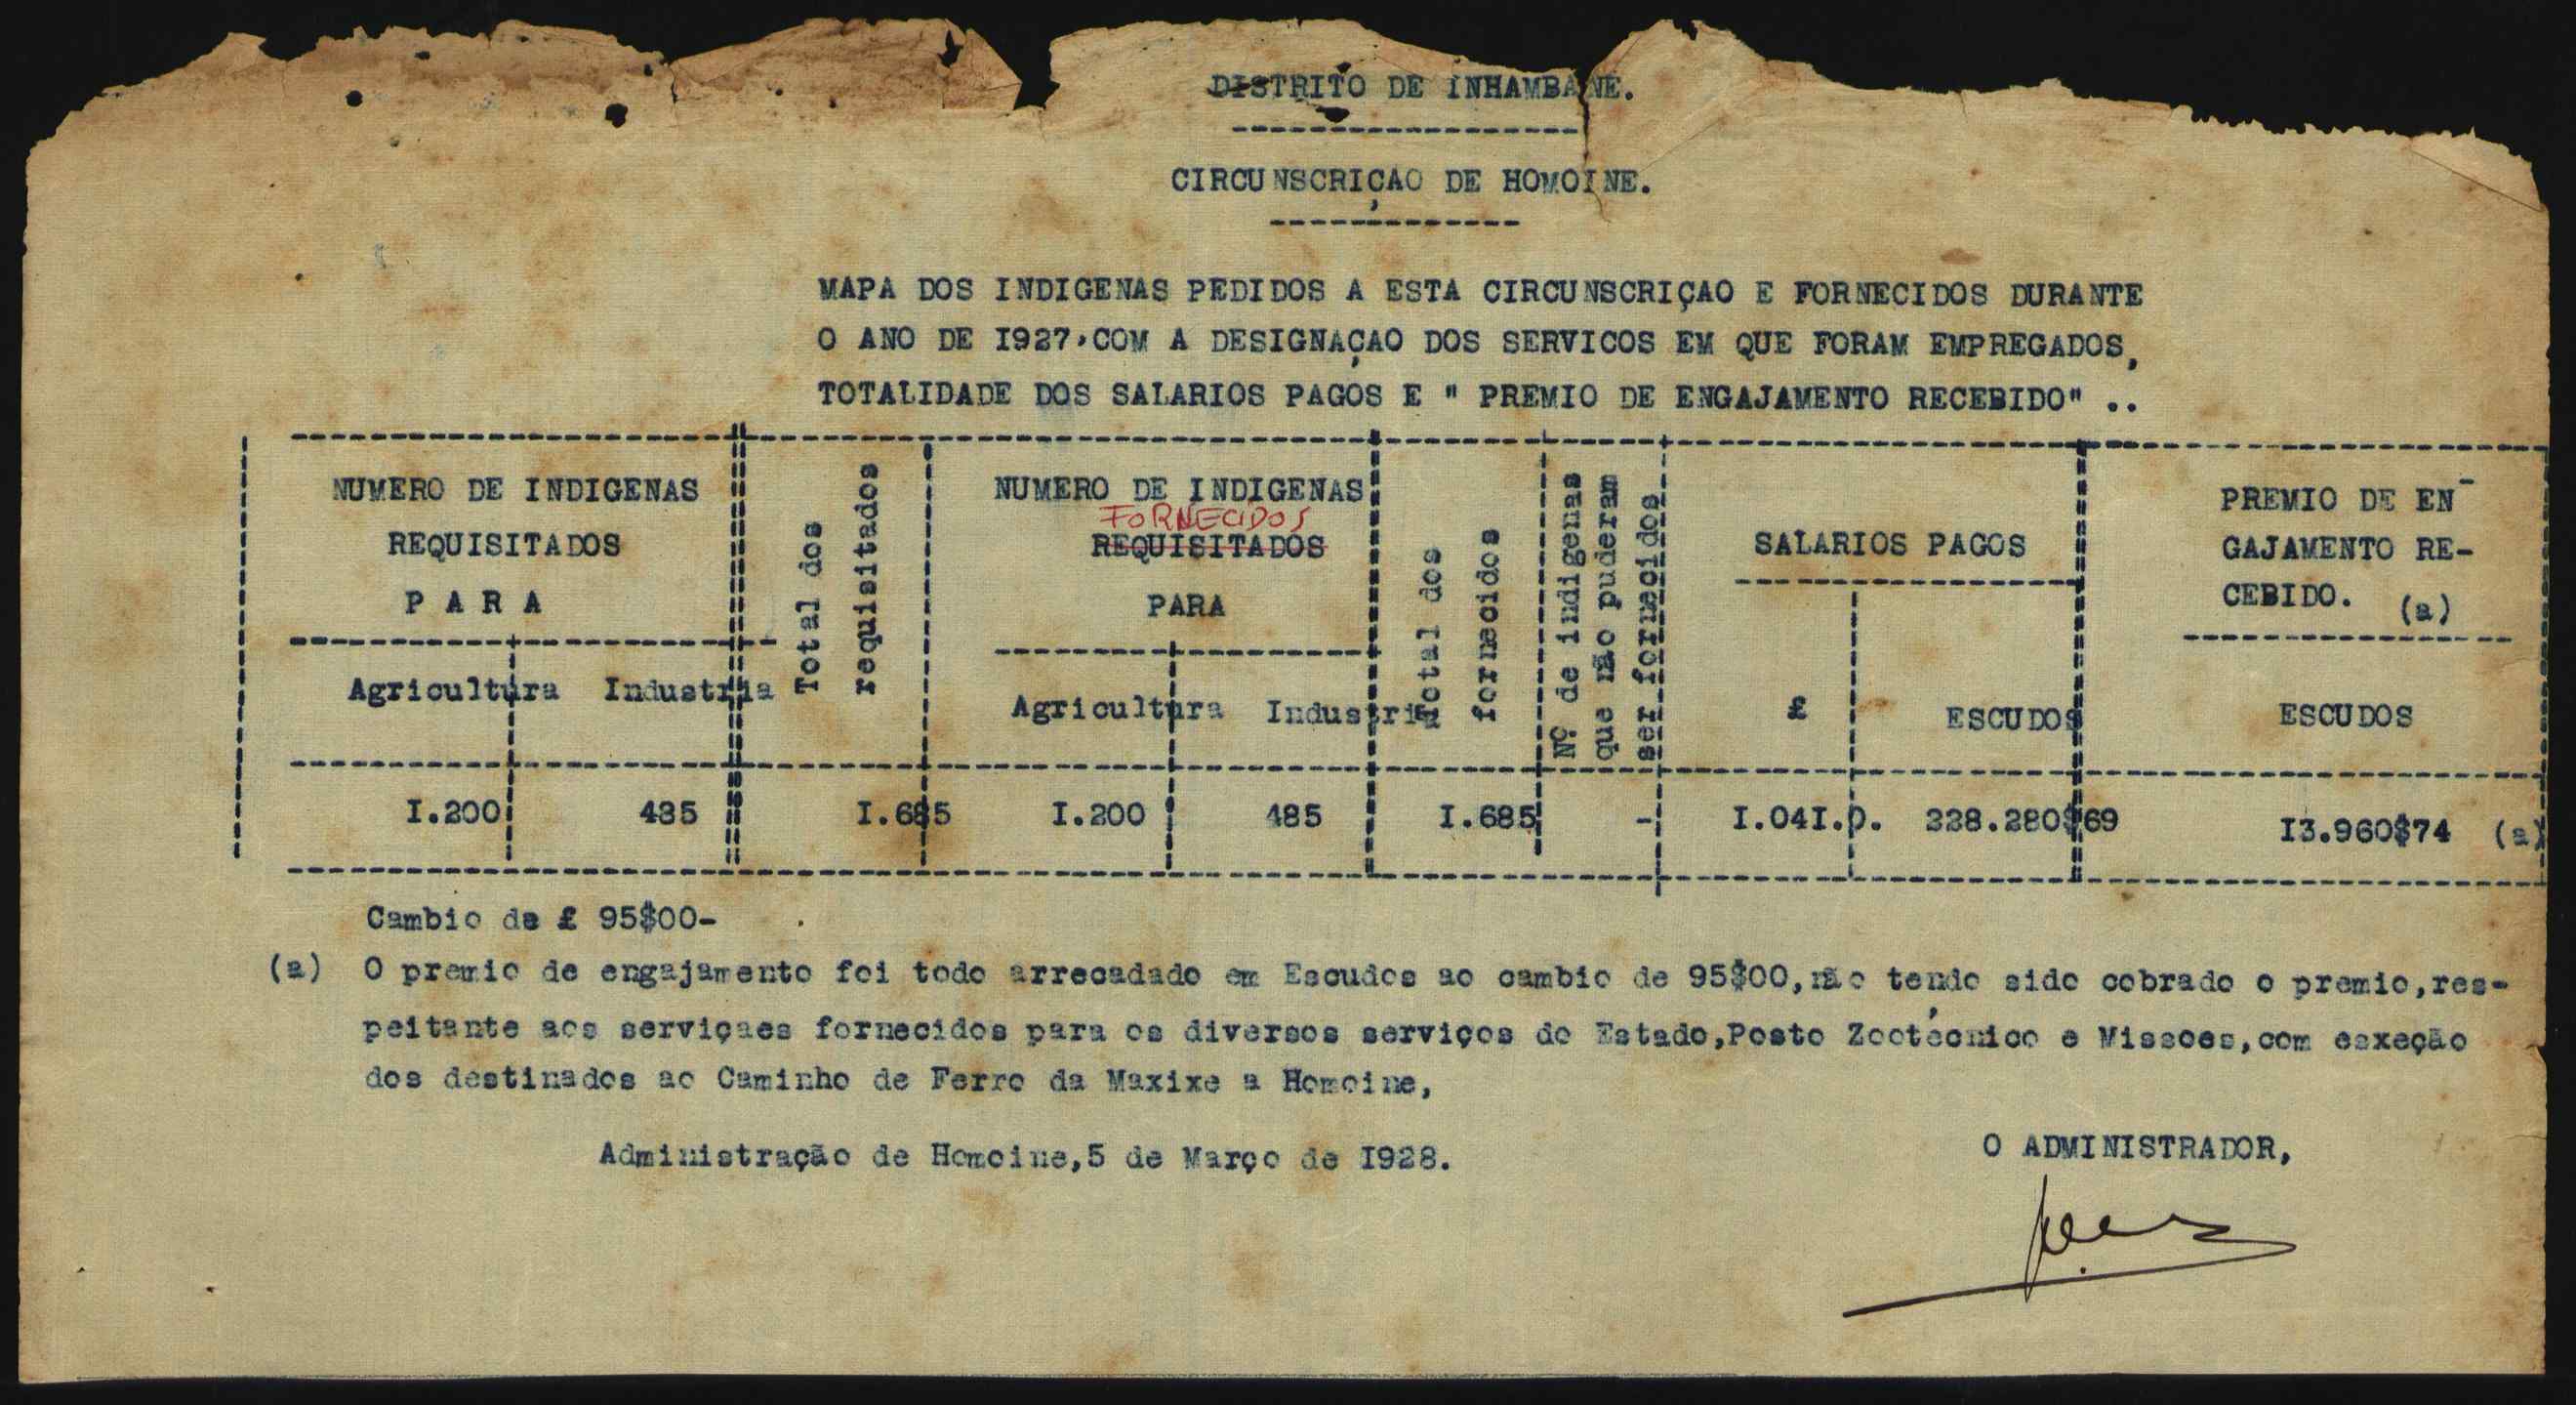 DISTRITO DE INHAMBANE.
CIRCUNSCRIÇAO DE HOMOINE.
MAPA DOS INDIGENAS PEDIDOS A ESTA CIRCUNSCRIÇAO E FORNECIDOS DURANTE
O ANO DE I927,COM A DESIGNAÇAO DOS SERVICOS EM QUE FORAM EMPREGADOS,
TOTALIDADE DOS SALARIOS PAGOS E " PREMIO DE ENGAJAMENTO RECEBIDO" ..
NUMERO DE INDIGENAS
REQUISITADOS
P A R A
Agricultura Industria
Total dos
requisitados
NUMERO DE INDIGENAS
FORNECIDOS
REQUISITADOS
PARA
Agricultura Industria
Total dos
fornecidos
Nº de indigenas
que não puderam
ser fornecidos
SALARIOS PAGOS
£ ESCUDOS
PREMIO DE EN-
GAJAMENTO RE-
CEBIDO. (a)
ESCUDOS
I.200 485 I.685 I.200 485 I.685 - I.04I.0. 228.280$69 I3.960$74 (a)
Cambio de £ 95$00-
(a) O premio de engajamento foi todo arrecadado em Escudos ao cambio de 95$00,não tendo sido cobrado o premio,res-
peitante aos serviçaes fornecidos para os diversos serviços do Estado,Posto Zootécnico e Missoes,com esxeção
dos destinados ao Caminho de Ferro da Maxixe a Homoine,
Administração de Homoine,5 de Março de I928.
O ADMINISTRADOR,